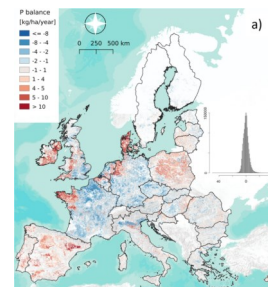 P balance
[kg/ha/year]
<= -8
-8 - -4
-4 - -2
-2 - -1
-1 - 1
1 - 4
4 - 5
5 - 10
> 10
0 250 500 km
a)
0